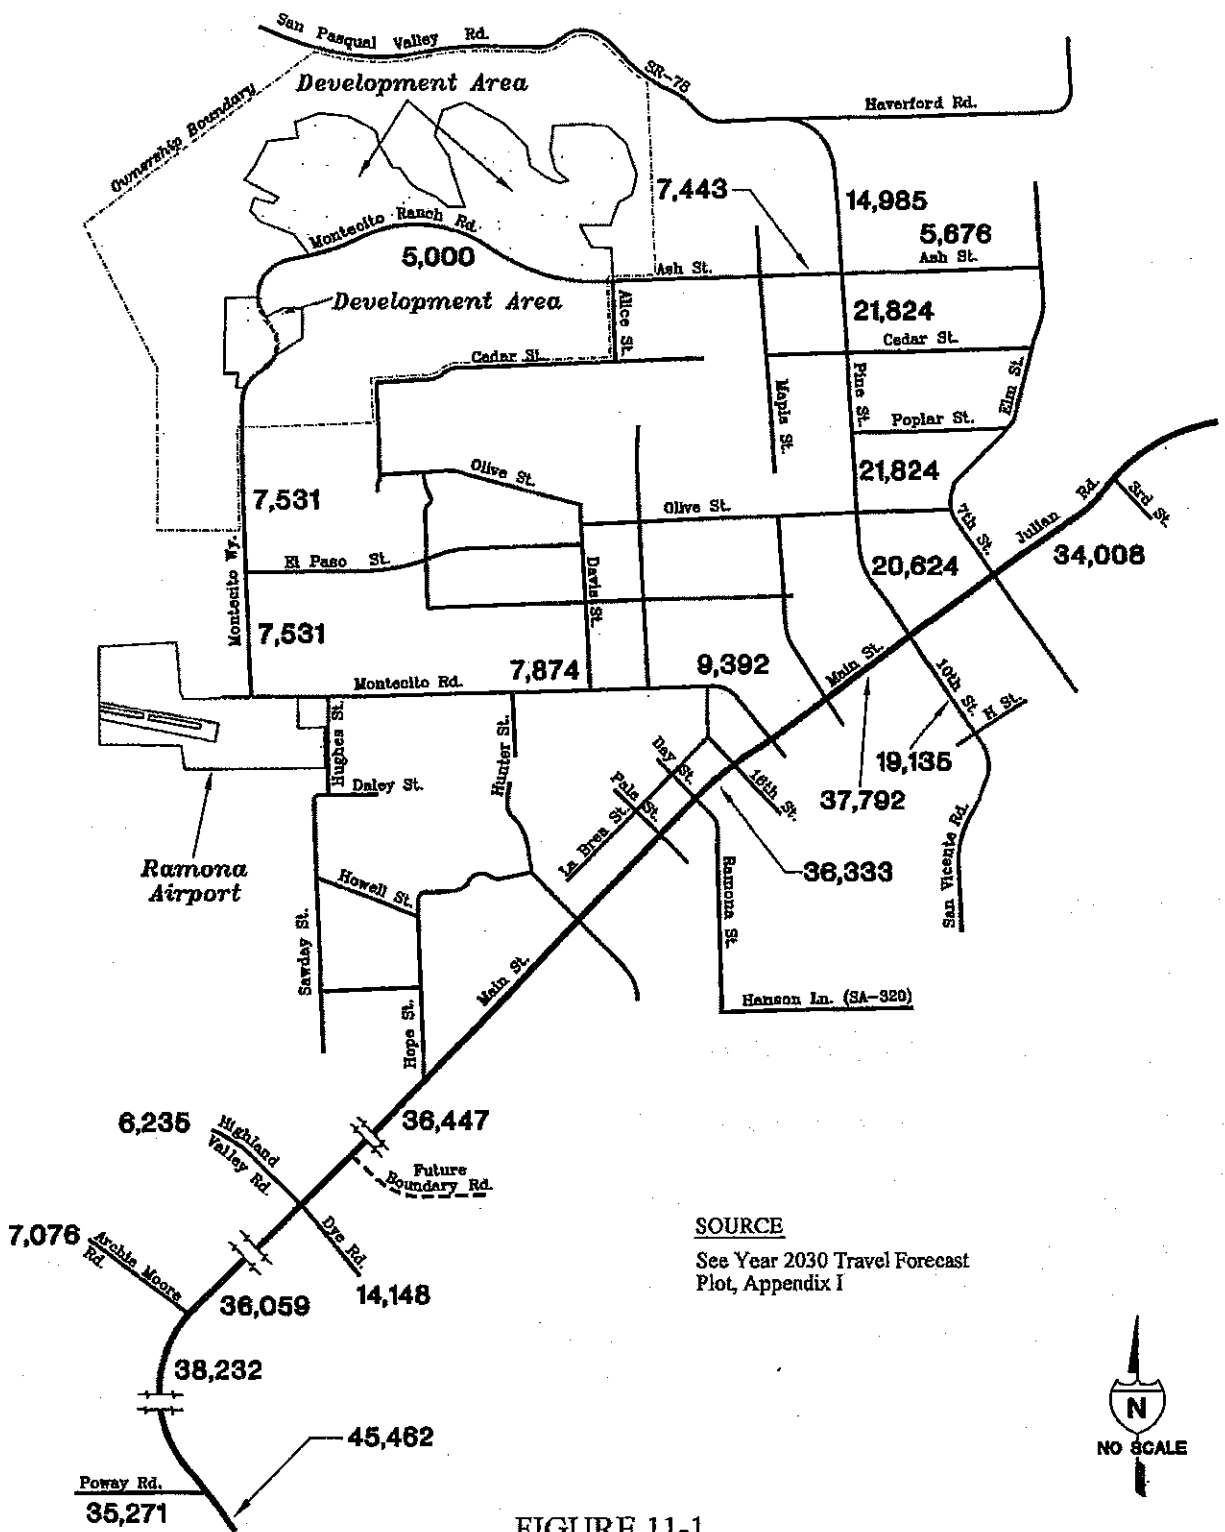 San Pasqual Valley Rd.
SR-78
Haverford Rd.
Development Area
Ownership Boundary
7,443
14,985
5,676
Ash St.
Montecito Ranch Rd.
5,000
Ash St.
Development Area
Alice St.
21,824
Cedar St.
Cedar St.
Maple St.
Pine St.
Elm St.
Poplar St.
21,824
Olive St.
7,531
Olive St.
7th St.
Julian Rd.
3rd St.
34,008
Montecito Wy.
El Paso St.
Davis St.
20,624
7,531
7,874
9,392
Montecito Rd.
Main St.
10th St.
H St.
Hughes St.
Hunter St.
Day St.
16th St.
19,135
37,792
Daley St.
Pala St.
La Brea St.
36,333
Ramona
Airport
Howell St.
Ramona St.
San Vicente Rd.
Sawday St.
Main St.
Hope St.
Hanson Ln. (SA-320)
6,235
Highland
Valley Rd.
36,447
Future
Boundary Rd.
7,076
Archie Moore
Rd.
Dye Rd.
14,148
36,059
SOURCE
See Year 2030 Travel Forecast
Plot, Appendix I
38,232
45,462
N
NO SCALE
Poway Rd.
35,271
FIGURE 11-1